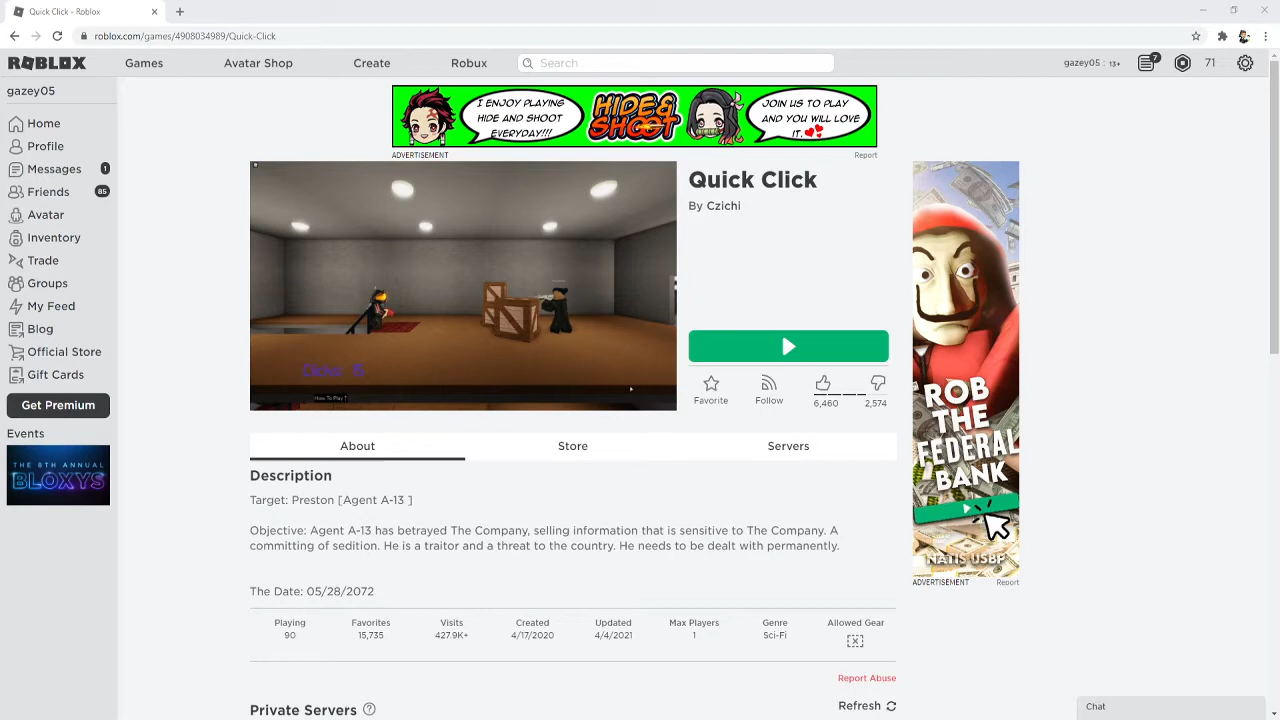 Quick Click - Roblox
roblox.com/games/4908034989/Quick-Click
ROBLOX
Games
Avatar Shop
Create
Robux
Search
gazey05 : 13+
7
71
gazey05
Home
Profile
Messages
1
Friends
85
Avatar
Inventory
Trade
Groups
My Feed
Blog
Official Store
Gift Cards
Get Premium
Events
THE 8TH ANNUAL
BLOXYS
I ENJOY PLAYING
HIDE AND SHOOT
EVERYDAY!!!
HIDE &
SHOOT
JOIN US TO PLAY
AND YOU WILL LOVE
IT.
ADVERTISEMENT
Report
How To Play ?
Quick Click
By Czichi
Favorite
Follow
6,460
2,574
About
Store
Servers
Description
Target: Preston [Agent A-13 ]
Objective: Agent A-13 has betrayed The Company, selling information that is sensitive to The Company. A
committing of sedition. He is a traitor and a threat to the country. He needs to be dealt with permanently.
The Date: 05/28/2072
Playing
90
Favorites
15,735
Visits
427.9K+
Created
4/17/2020
Updated
4/4/2021
Max Players
1
Genre
Sci-Fi
Allowed Gear
Report Abuse
Private Servers
Refresh
ROB
THE
FEDERAL
BANK
NATIS USBF
ADVERTISEMENT
Report
Chat